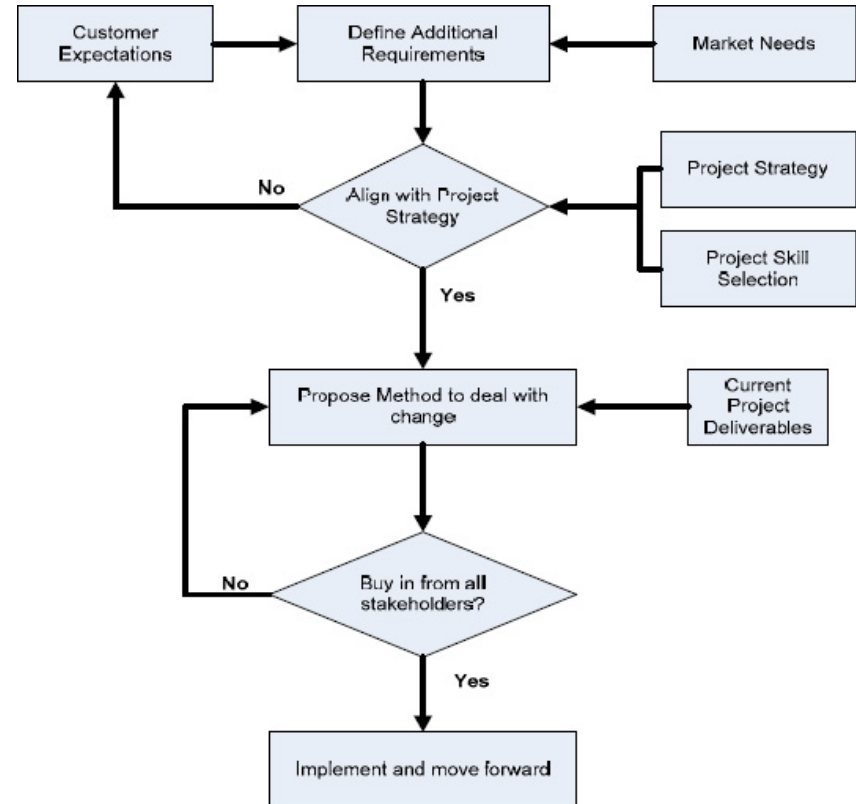 Customer
Expectations
Define Additional
Requirements
Market Needs
No
Align with Project
Strategy
Project Strategy
Project Skill
Selection
Yes
Propose Method to deal with
change
Current
Project
Deliverables
No
Buy in from all
stakeholders?
Yes
Implement and move forward